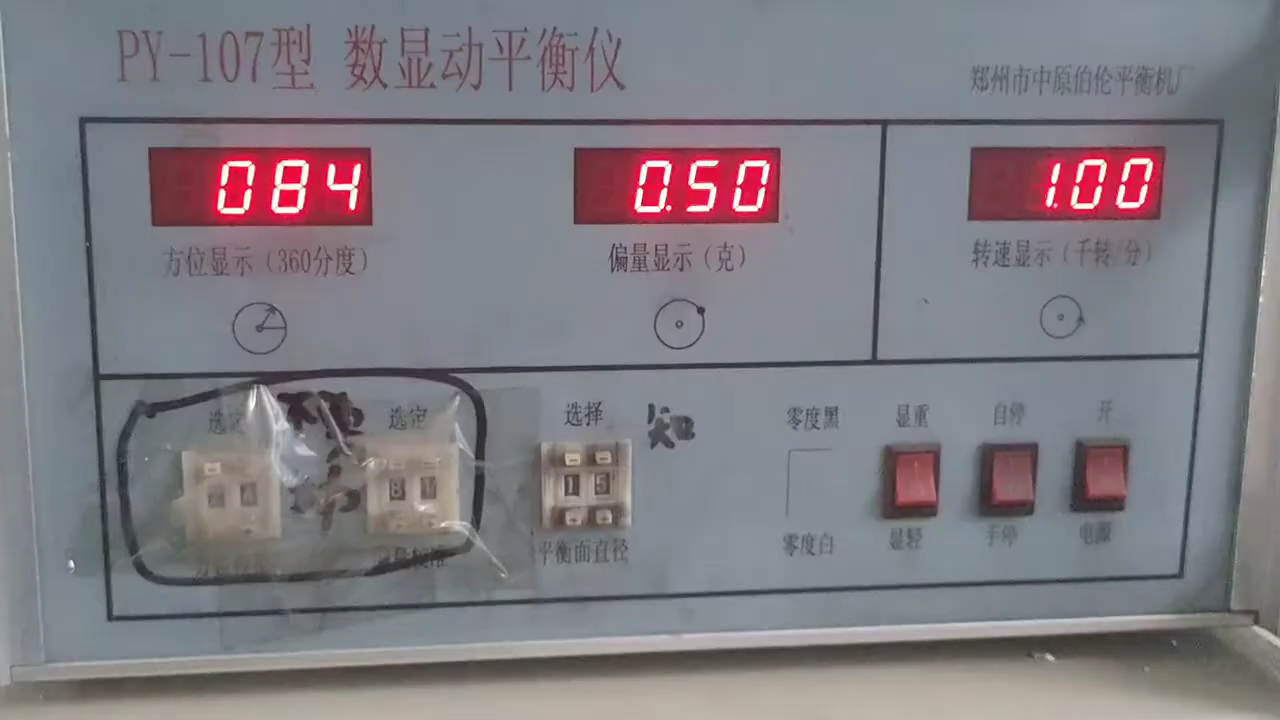 PY-107型 数显动平衡仪
郑州市中原伯伦平衡机厂
084
0.50
1.00
方位显示（360分度）
偏量显示（克）
转速显示（千转/分）
选定
选定
选择
零度黑
显重
自停
开
15
平衡面直径
零度白
显轻
手停
电源